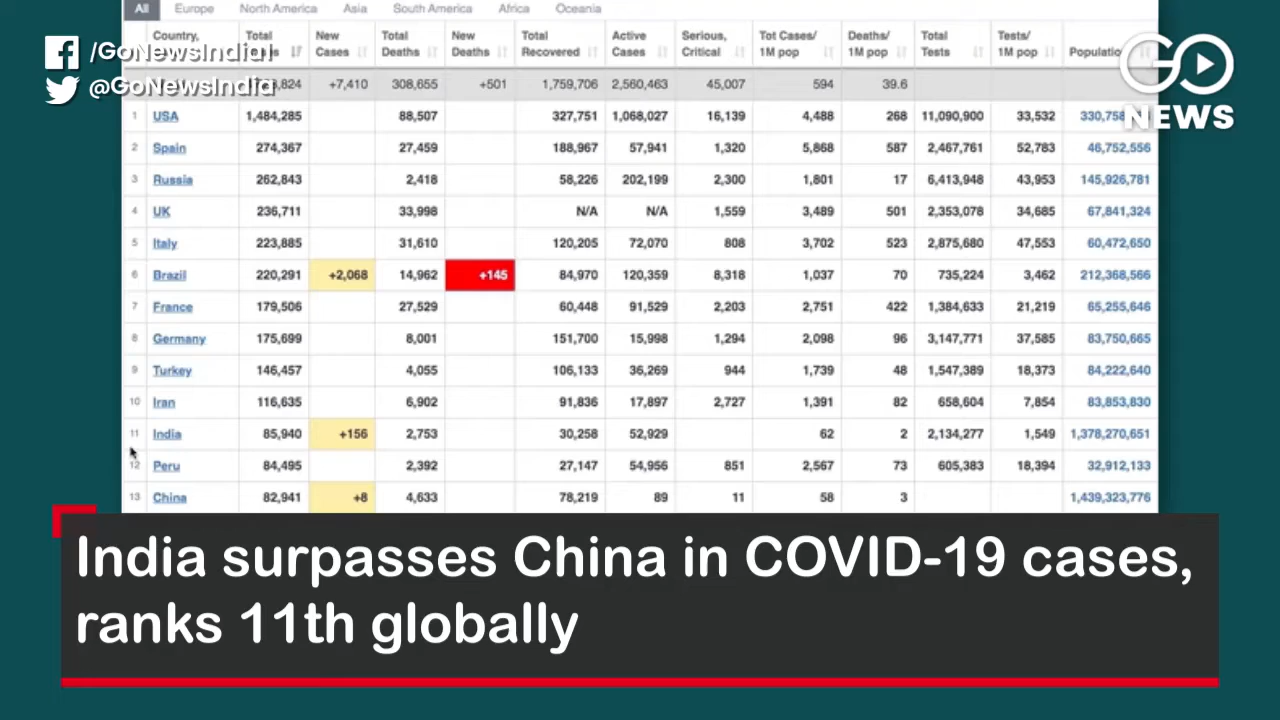 All Europe North America Asia South America Africa Oceania
Country, Total New Total New Total Active Serious, Tot Cases/ Deaths/ Total Tests/
Cases Deaths Deaths Recovered Cases Critical 1M pop 1M pop Tests 1M pop
/GoNewsIndia
@GoNewsIndia
GO
NEWS
+7,410 308,655 +501 1,759,706 2,560,463 45,007 594 39.6
1 USA 1,484,285 88,507 327,751 1,068,027 16,139 4,488 268 11,090,900 33,532
2 Spain 274,367 27,459 188,967 57,941 1,320 5,868 587 2,467,761 52,783 46,752,556
3 Russia 262,843 2,418 58,226 202,199 2,300 1,801 17 6,413,948 43,953 145,926,781
4 UK 236,711 33,998 N/A N/A 1,559 3,489 501 2,353,078 34,685 67,841,324
5 Italy 223,885 31,610 120,205 72,070 808 3,702 523 2,875,680 47,553 60,472,650
6 Brazil 220,291 +2,068 14,962 +145 84,970 120,359 8,318 1,037 70 735,224 3,462 212,368,566
7 France 179,506 27,529 60,448 91,529 2,203 2,751 422 1,384,633 21,219 65,255,646
8 Germany 175,699 8,001 151,700 15,998 1,294 2,098 96 3,147,771 37,585 83,750,665
9 Turkey 146,457 4,055 106,133 36,269 944 1,739 48 1,547,389 18,373 84,222,640
10 Iran 116,635 6,902 91,836 17,897 2,727 1,391 82 658,604 7,854 83,853,830
11 India 85,940 +156 2,753 30,258 52,929 62 2 2,134,277 1,549 1,378,270,651
12 Peru 84,495 2,392 27,147 54,956 851 2,567 73 605,383 18,394 32,912,133
13 China 82,941 +8 4,633 78,219 89 11 58 3 1,439,323,776
India surpasses China in COVID-19 cases,
ranks 11th globally